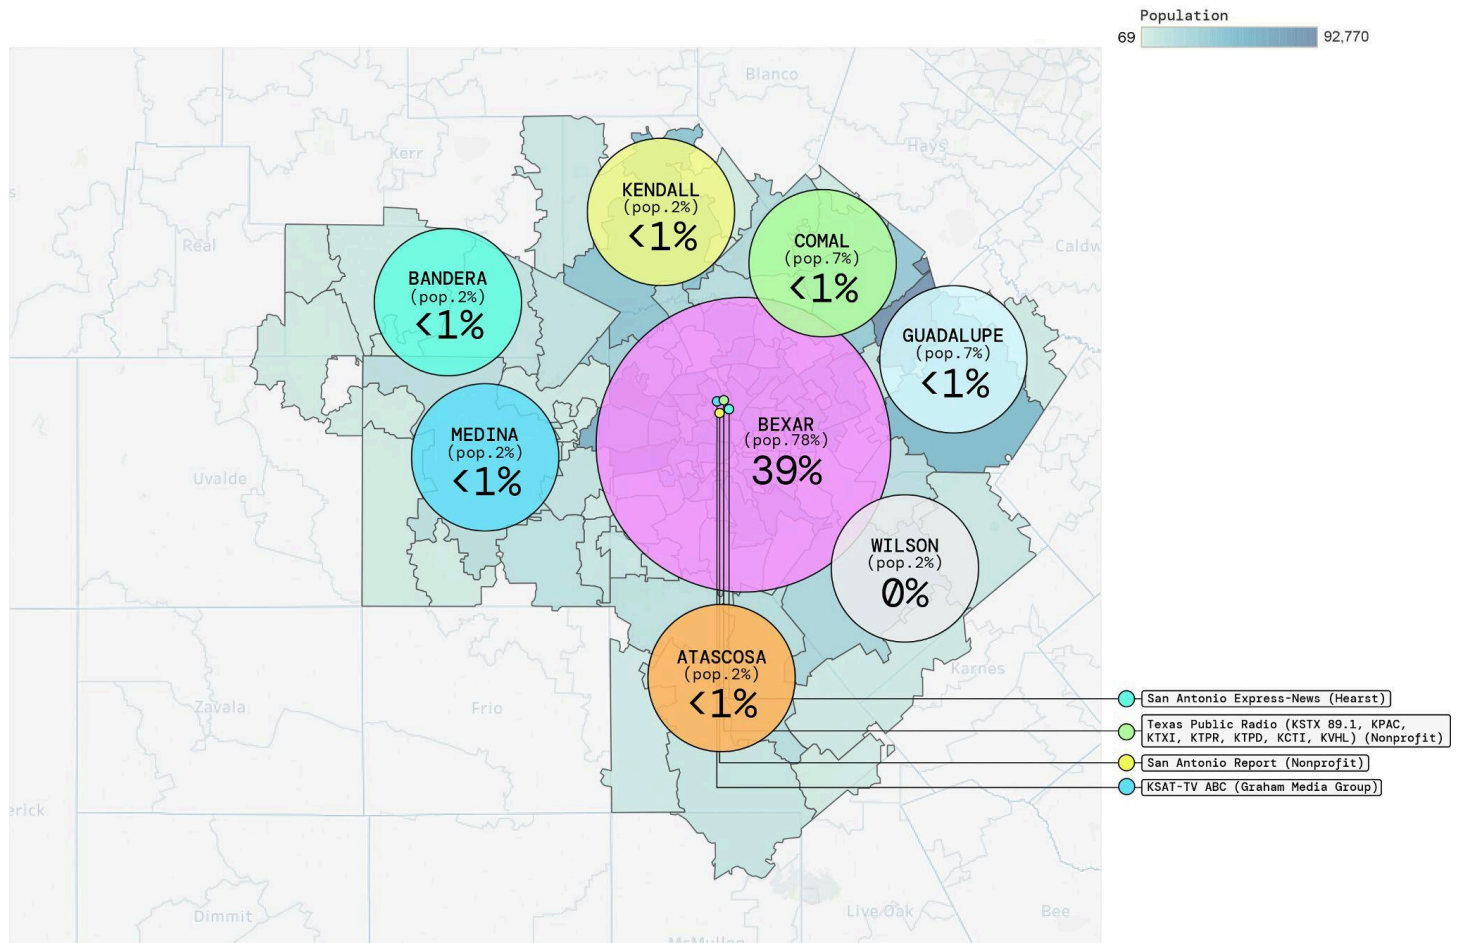 Population
69
92,770
Blanco
Hays
Kerr
KENDALL
(pop.2%)
<1%
Real
COMAL
(pop.7%)
<1%
Caldw
BANDERA
(pop.2%)
<1%
GUADALUPE
(pop.7%)
<1%
MEDINA
(pop.2%)
<1%
BEXAR
(pop.78%)
39%
Uvalde
WILSON
(pop.2%)
0%
ATASCOSA
(pop.2%)
<1%
Karnes
Zavala
Frio
San Antonio Express-News (Hearst)
Texas Public Radio (KSTX 89.1, KPAC,
KTXI, KTPR, KTPD, KCTI, KVHL) (Nonprofit)
San Antonio Report (Nonprofit)
KSAT-TV ABC (Graham Media Group)
erick
Dimmit
Live Oak
Bee
McMullen